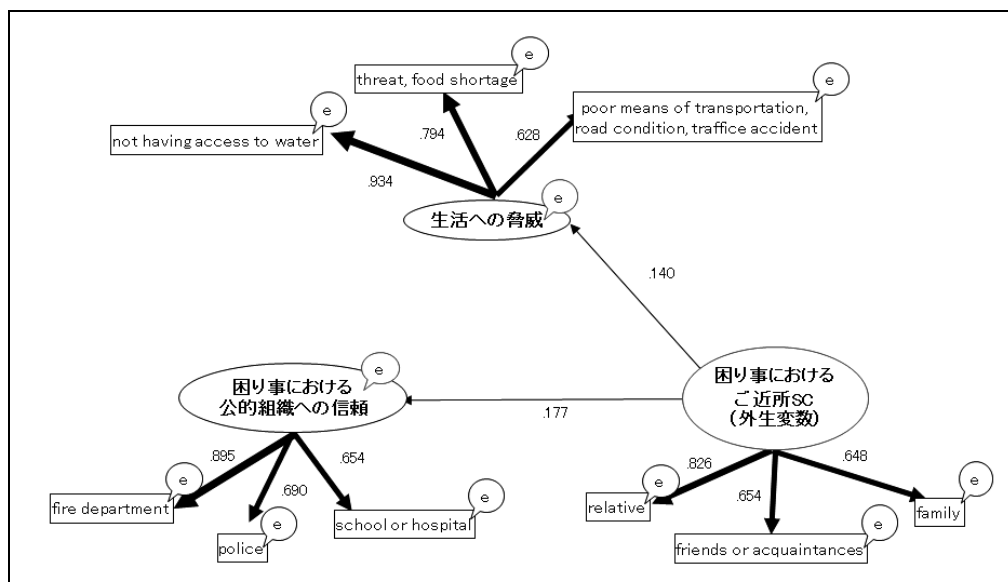 e
threat, food shortage
e
poor means of transportation,
road condition, traffice accident
e
not having access to water
.794
.628
.934
e
生活への脅威
.140
e
困り事における
公的組織への信頼
.177
困り事における
ご近所SC
(外生変数)
.895
.690
.654
.826
.654
.648
e
fire department
e
police
e
school or hospital
e
relative
e
friends or acquaintances
e
family